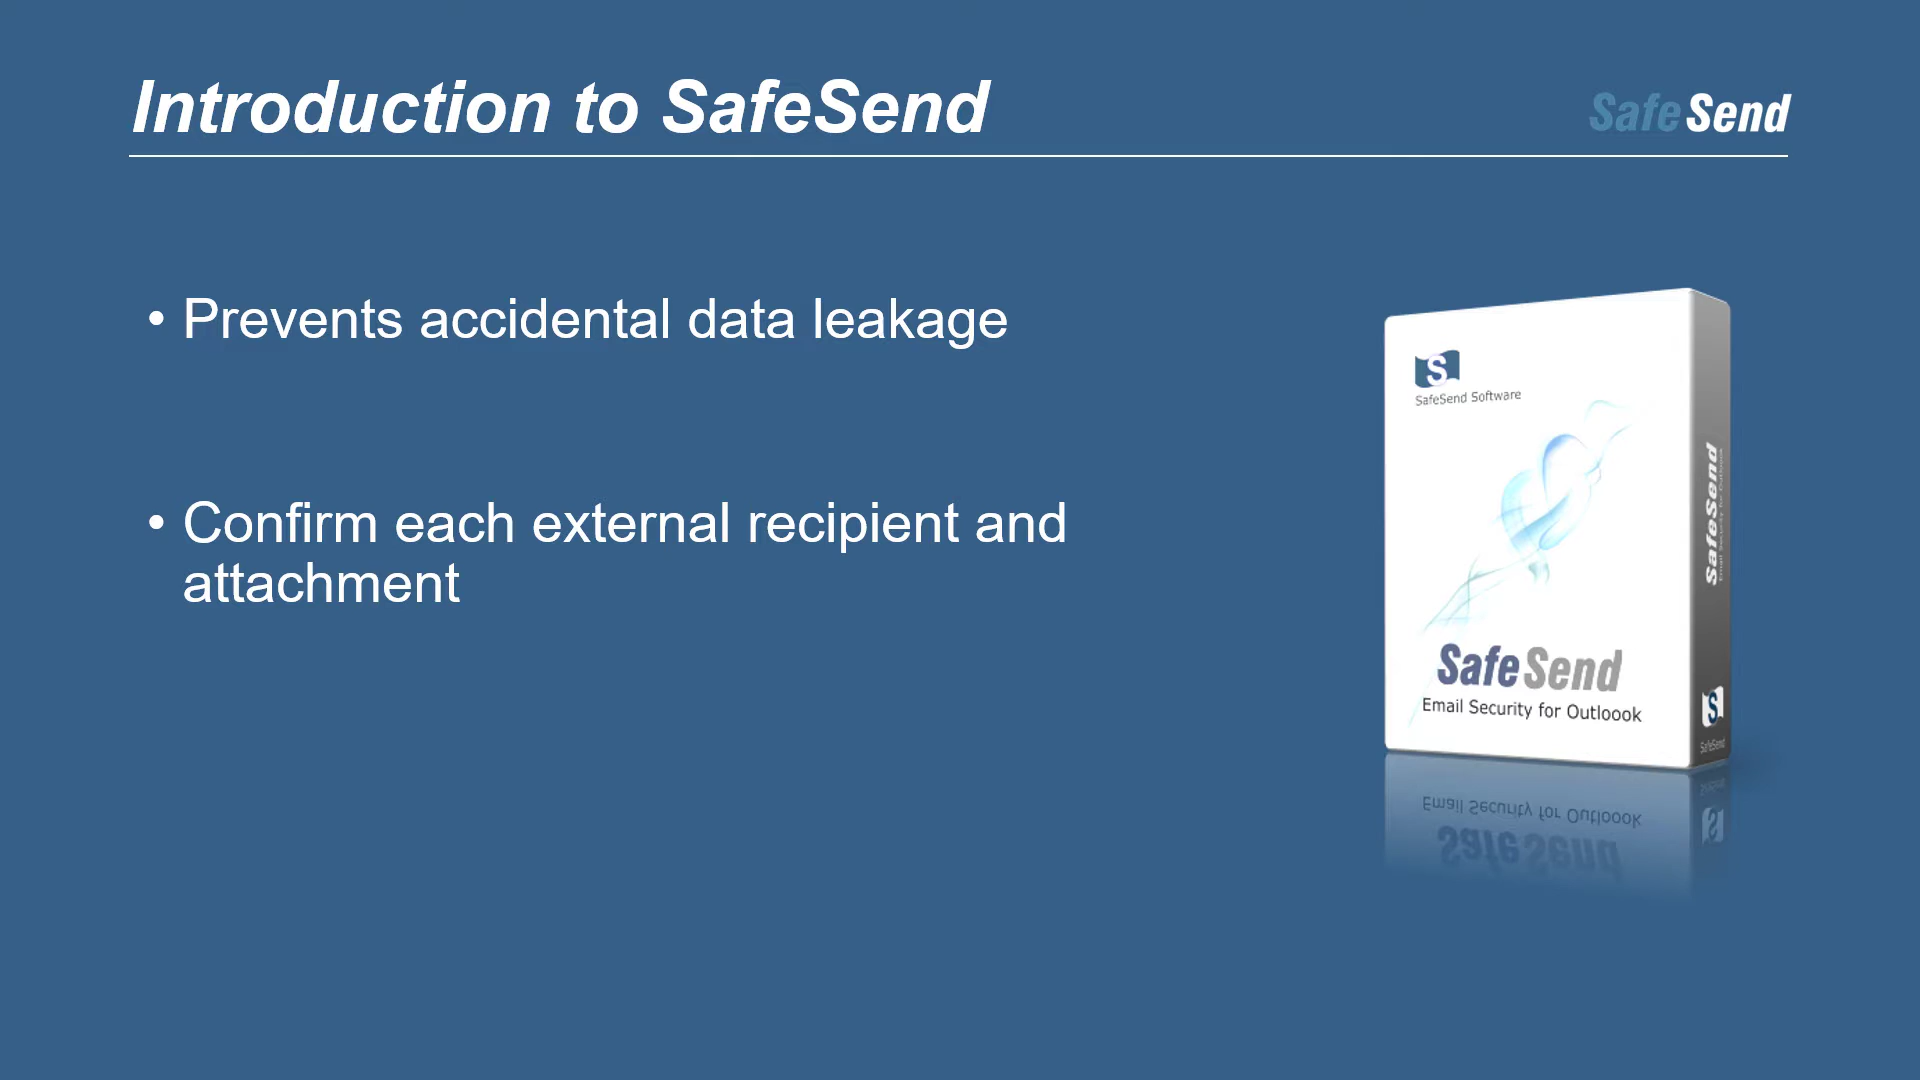 Introduction to SafeSend
SafeSend
• Prevents accidental data leakage
• Confirm each external recipient and
attachment
S
SafeSend Software
SafeSend
Email Security for Outloook
SafeSend
S
SafeSend